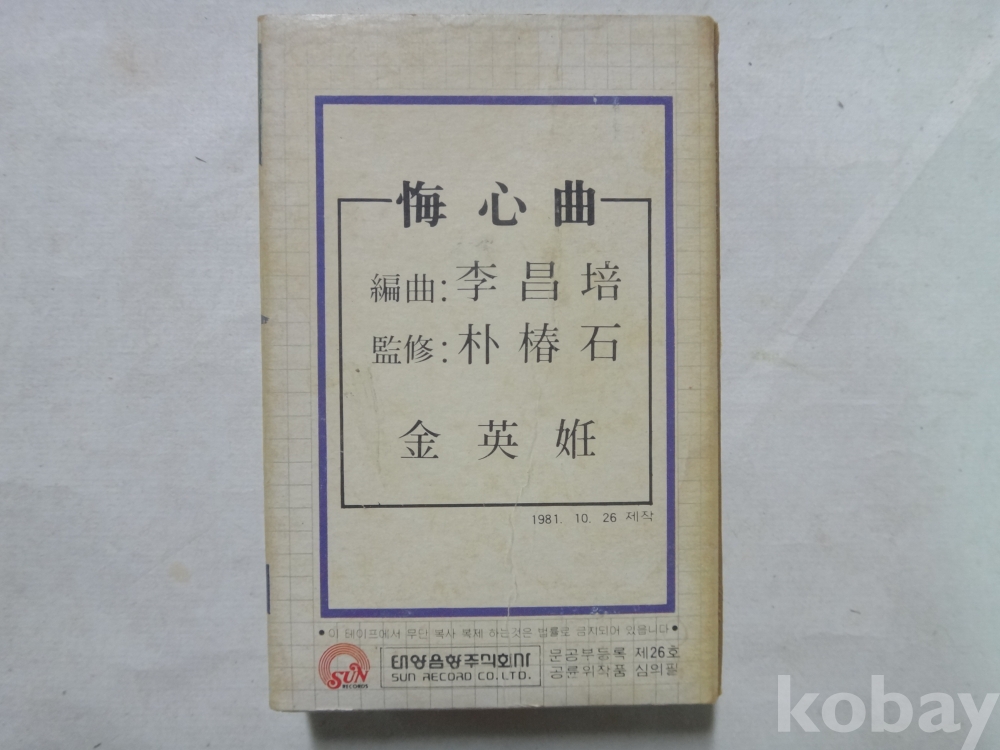 悔心曲
編曲:李昌培
監修:朴椿石
金英姙
1981. 10. 26 제작
• 이 테이프에서 무단 복사 복제 하는것은 법률로 금지되어 있읍니다 •
SUN
RECORDS
태양음향주식회사
SUN RECORD CO. LTD.
문공부등록 제26호
공륜위작품 심의필
kobay